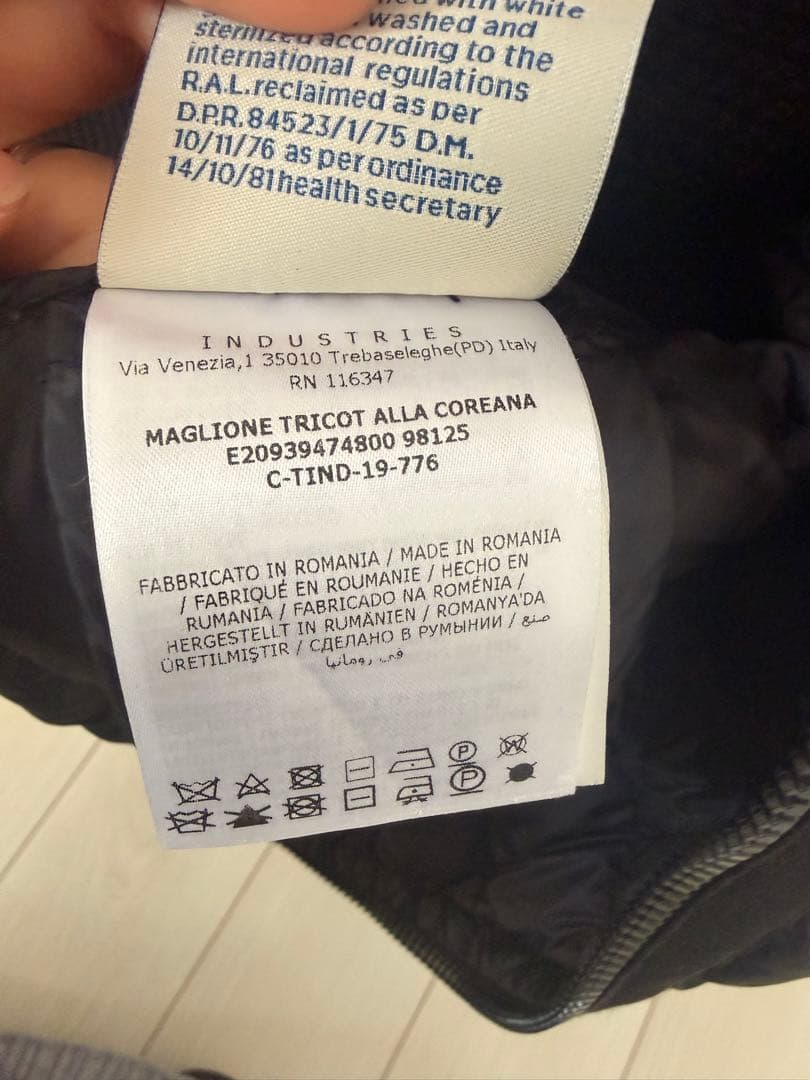 with white
washed and
sterilized according to the
international regulations
R.A.L.reclaimed as per
D.P.R.84523/1/75 D.M.
10/11/76 as per ordinance
14/10/81health secretary
INDUSTRIES
Via Venezia,1 35010 Trebaseleghe(PD) Italy
RN 116347
MAGLIONE TRICOT ALLA COREANA
E20939474800 98125
C-TIND-19-776
FABBRICATO IN ROMANIA / MADE IN ROMANIA
/ FABRIQUÉ EN ROUMANIE / HECHO EN
RUMANIA / FABRICADO NA ROMÉNIA /
HERGESTELLT IN RUMÄNIEN / ROMANYA'DA
ÜRETILMIŞTIR / СДЕЛАНО В РУМЫНИИ / صنع
في رومانيا
P W
P